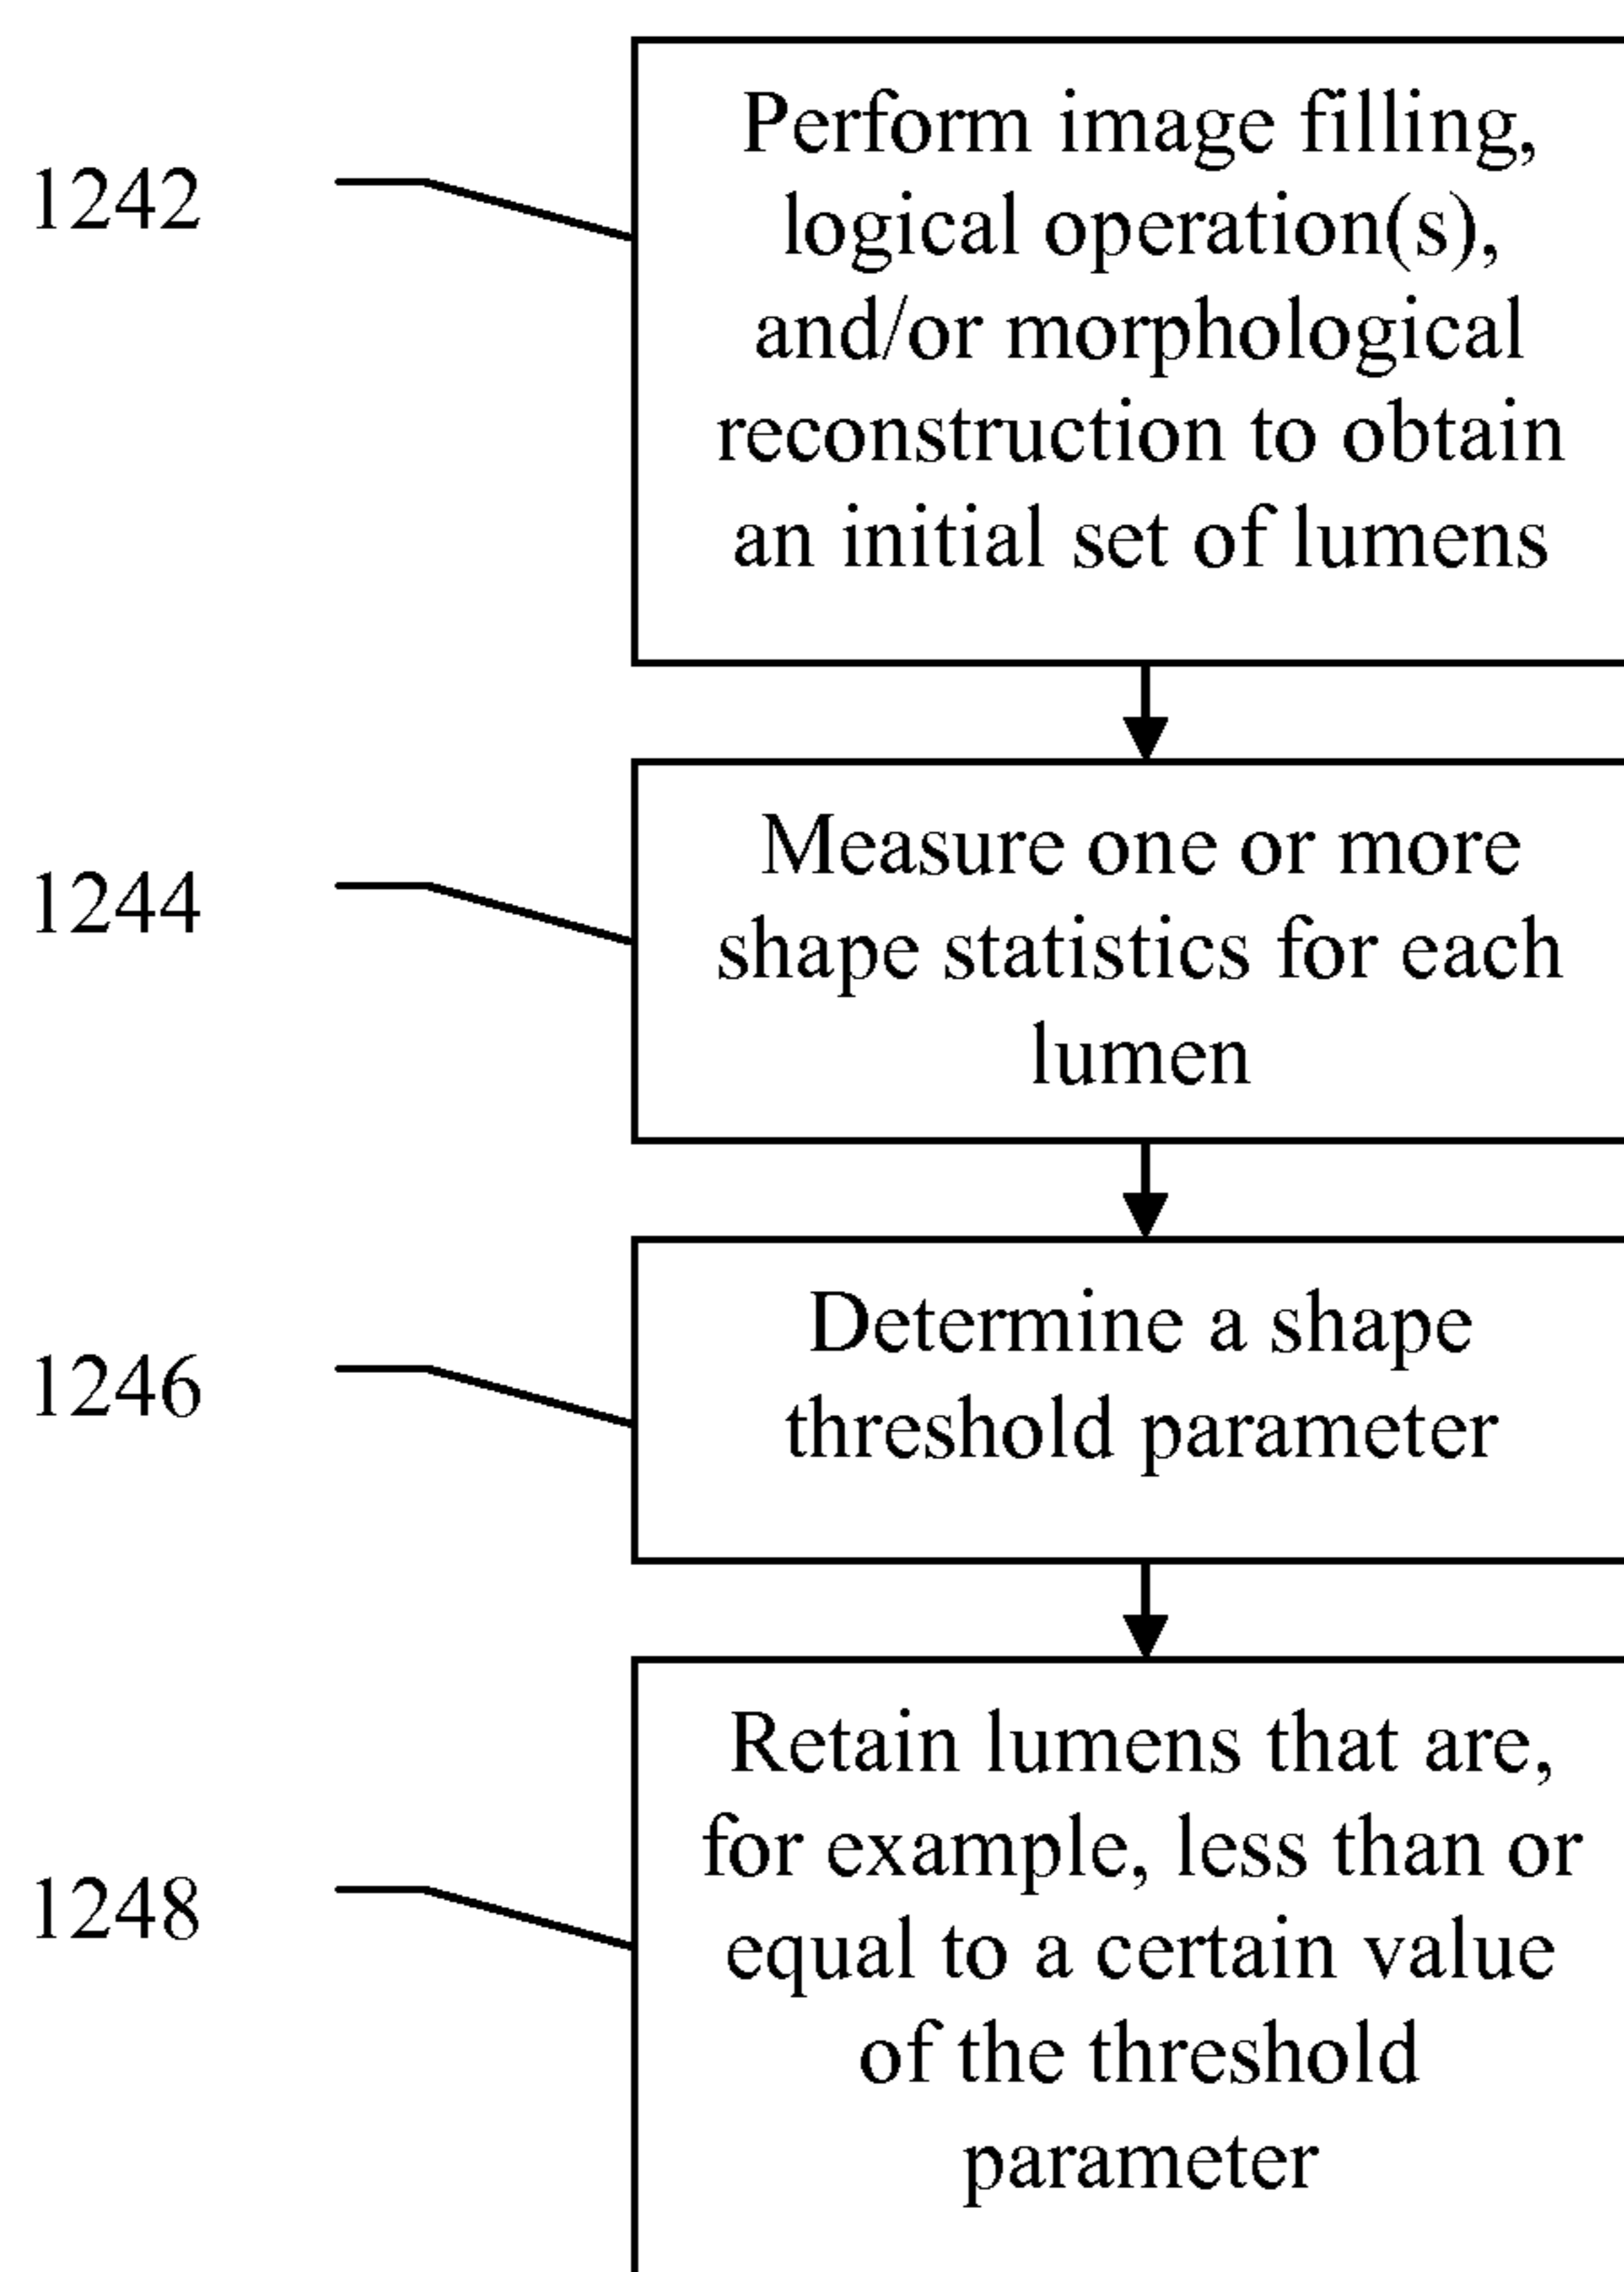 1242
Perform image filling,
logical operation(s),
and/or morphological
reconstruction to obtain
an initial set of lumens
1244
Measure one or more
shape statistics for each
lumen
1246
Determine a shape
threshold parameter
1248
Retain lumens that are,
for example, less than or
equal to a certain value
of the threshold
parameter